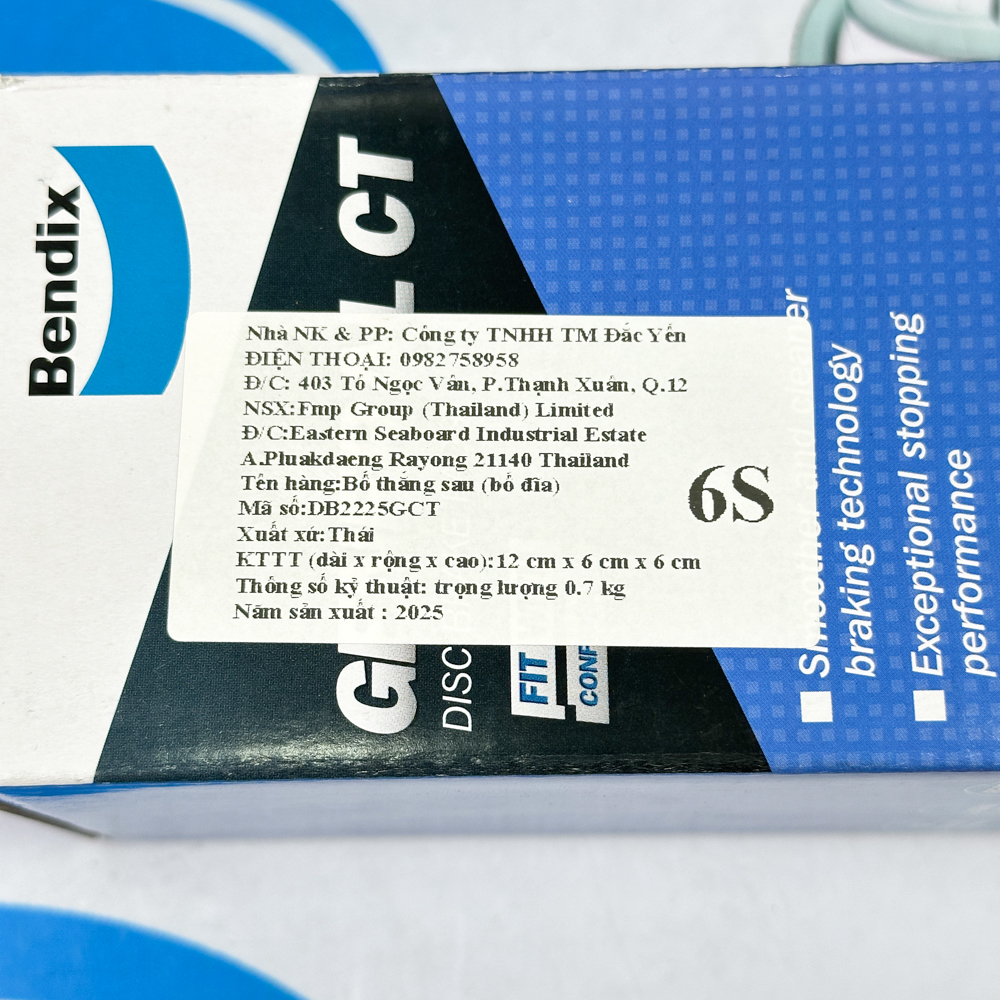 Bendix
L CT
DISC
FIT
CONF
Nhà NK & PP: Công ty TNHH TM Đắc Yến
ĐIỆN THOẠI: 0982758958
Đ/C: 403 Tô Ngọc Vân, P.Thạnh Xuân, Q.12
NSX:Fmp Group (Thailand) Limited
Đ/C:Eastern Seaboard Industrial Estate
A.Pluakdaeng Rayong 21140 Thailand
Tên hàng:Bố thắng sau (bố đĩa)
Mã số:DB2225GCT
Xuất xứ:Thái
KTTT (dài x rộng x cao):12 cm x 6 cm x 6 cm
Thông số kỹ thuật: trọng lượng 0.7 kg
Năm sản xuất : 2025
6S
braking technology
Exceptional stopping
performance